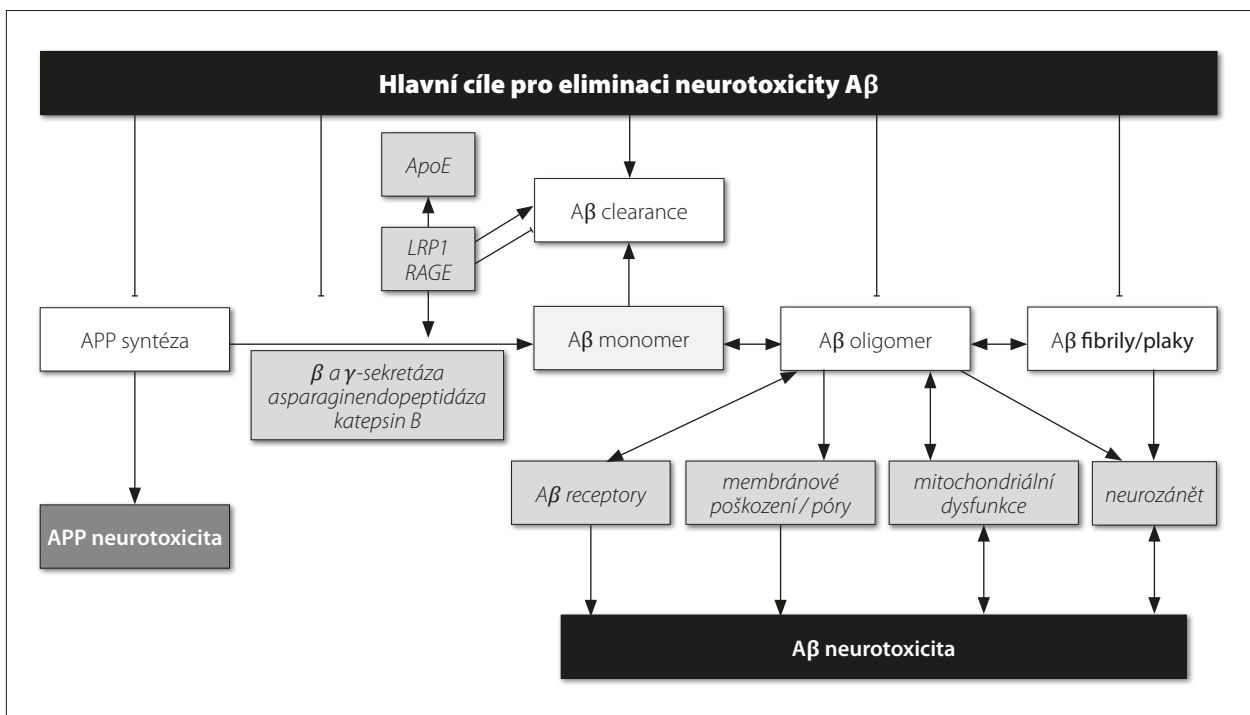 Hlavní cíle pro eliminaci neurotoxicity Aβ
ApoE
Aβ clearance
LRP1
RAGE
APP syntéza
Aβ monomer
Aβ oligomer
Aβ fibrily/plaky
β a γ-sekretáza
asparaginendopeptidáza
katepsin B
Aβ receptory
membránové
poškození / póry
mitochondriální
dysfunkce
neurozánět
APP neurotoxicita
Aβ neurotoxicita